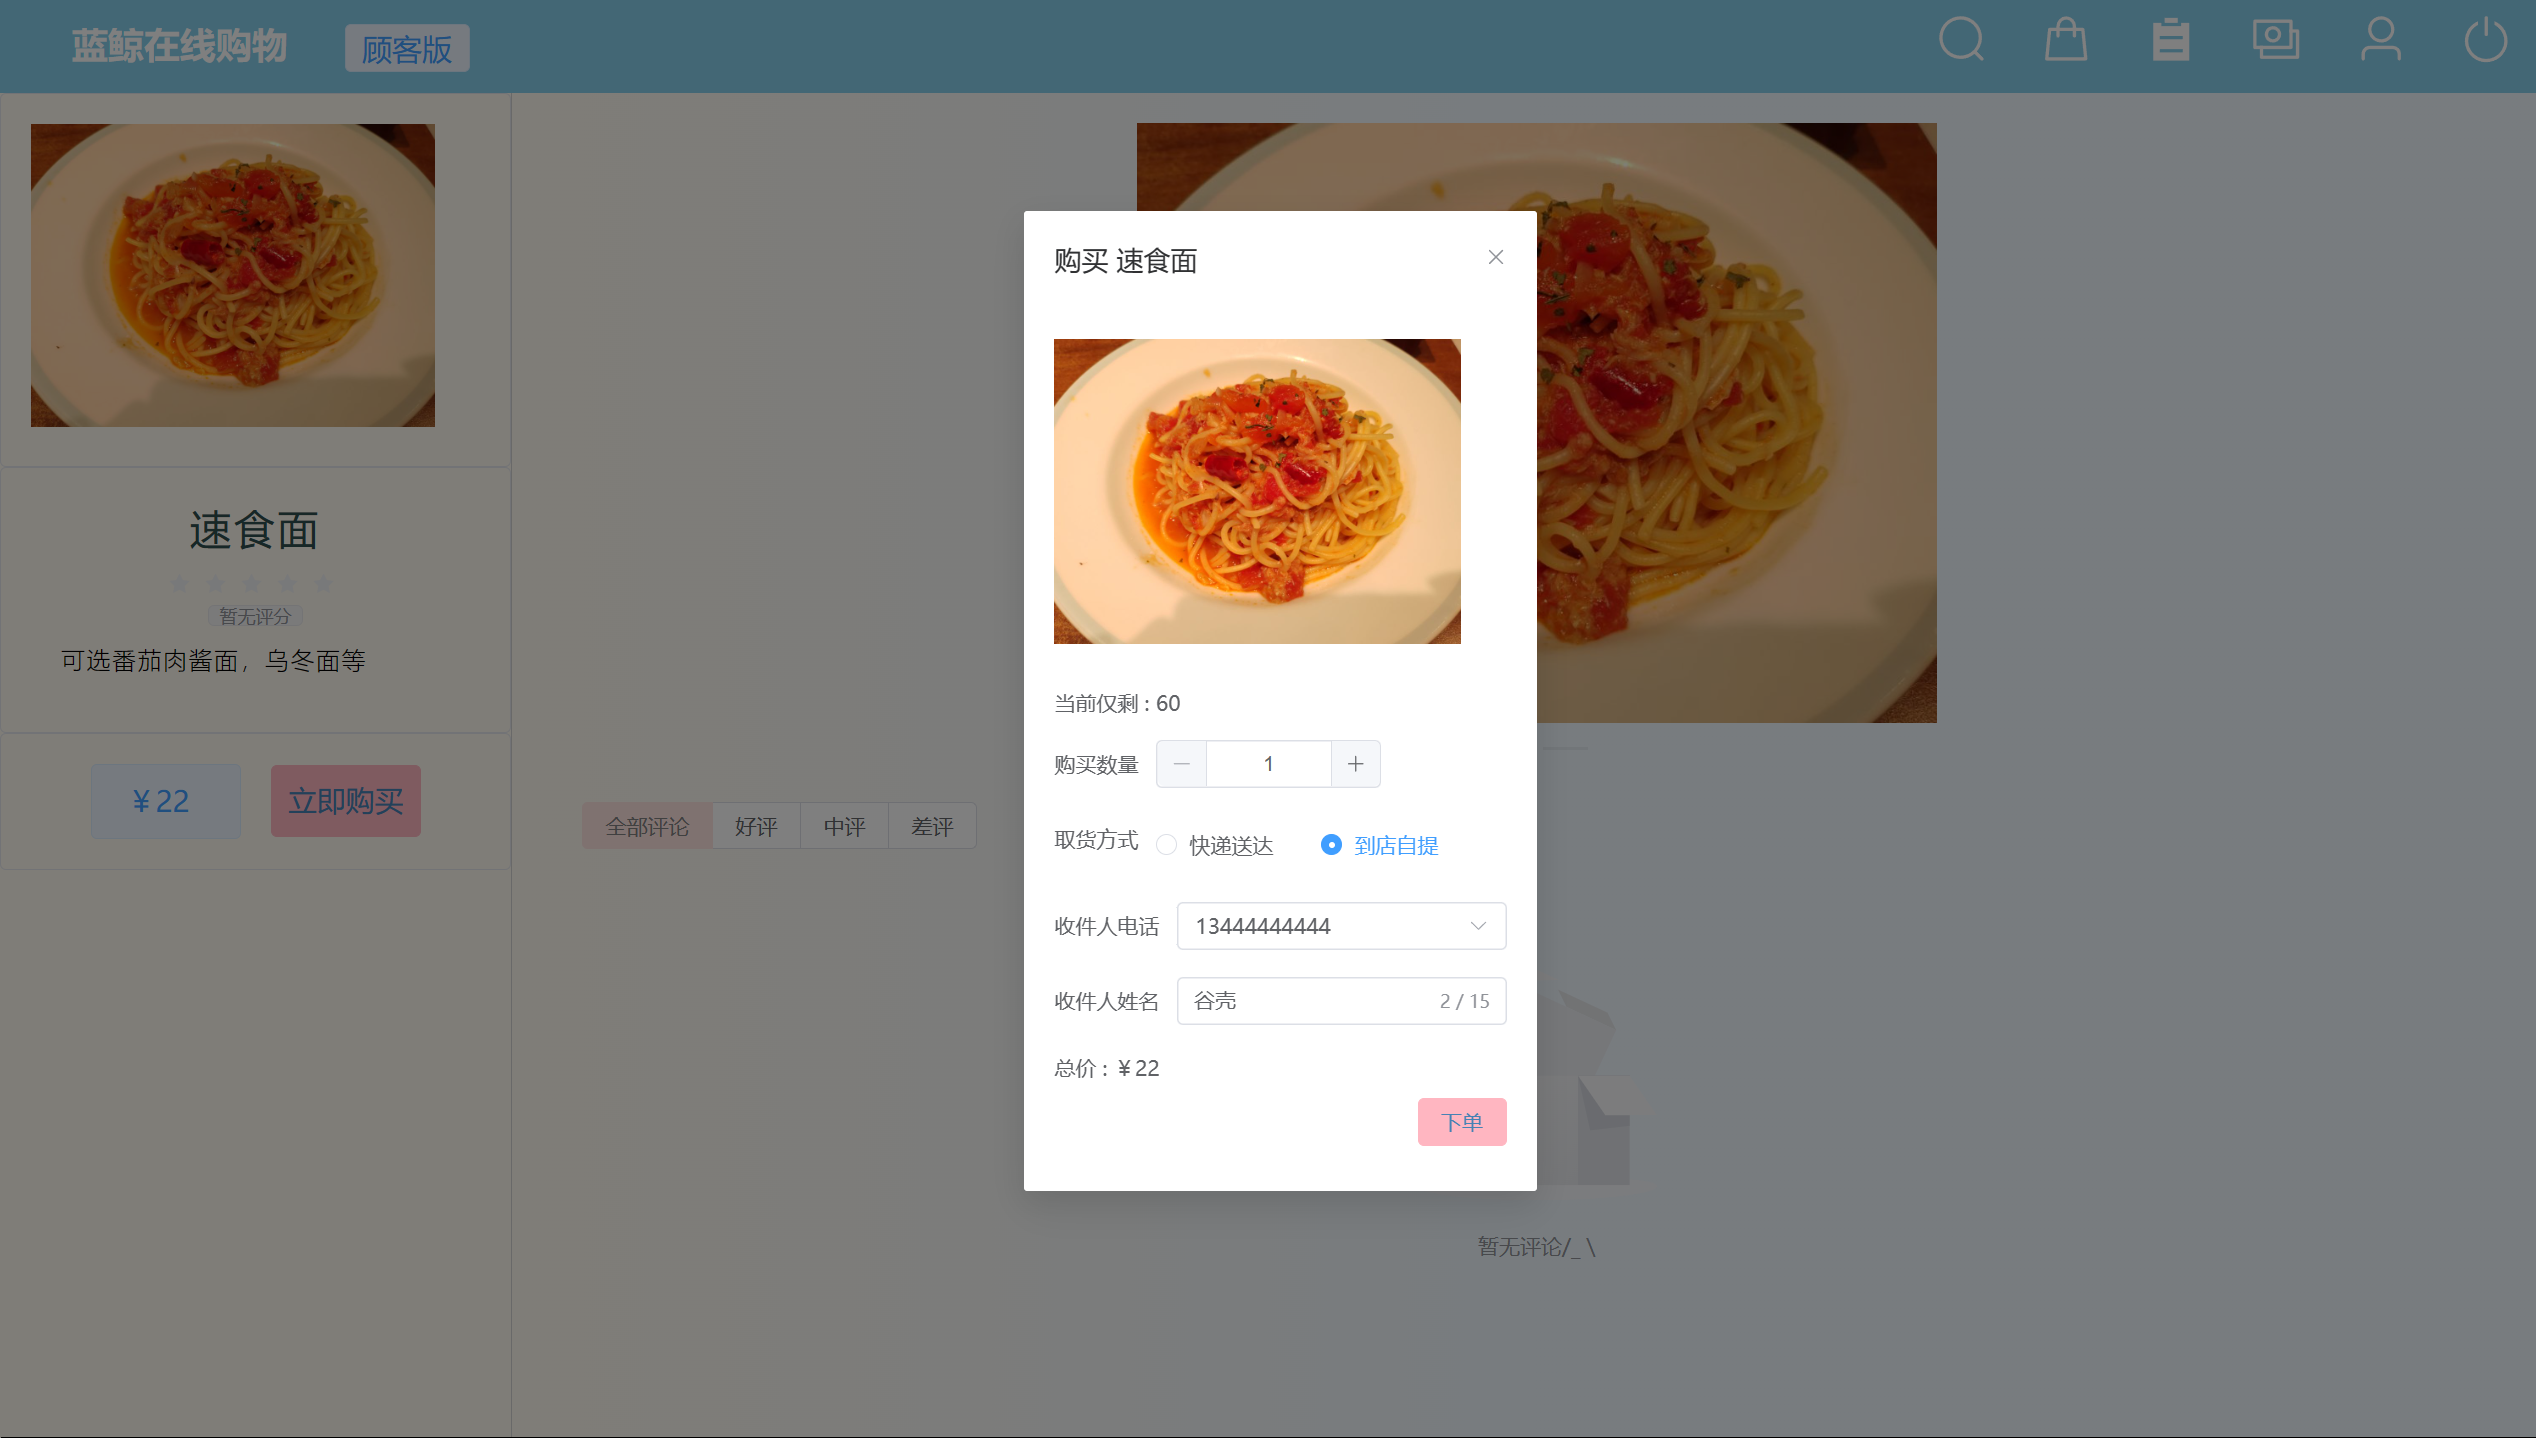 蓝鲸在线购物 顾客版
速食面
暂无评分
可选番茄肉酱面，乌冬面等
¥ 22 立即购买
全部评论 好评 中评 差评
暂无评论/_ \
购买 速食面
当前仅剩 : 60
购买数量 1
取货方式 快递送达 到店自提
收件人电话 13444444444
收件人姓名 谷壳 2 / 15
总价 : ¥ 22
下单